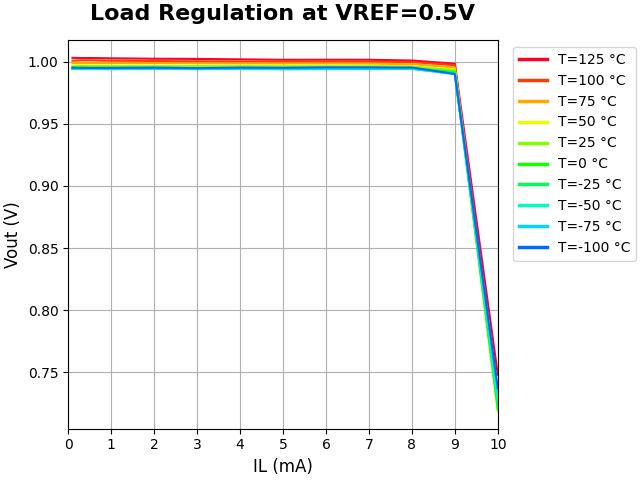 Load Regulation at VREF=0.5V
1.00
0.95
0.90
0.85
0.80
0.75
Vout (V)
0 1 2 3 4 5 6 7 8 9 10
IL (mA)
T=125 °C
T=100 °C
T=75 °C
T=50 °C
T=25 °C
T=0 °C
T=-25 °C
T=-50 °C
T=-75 °C
T=-100 °C